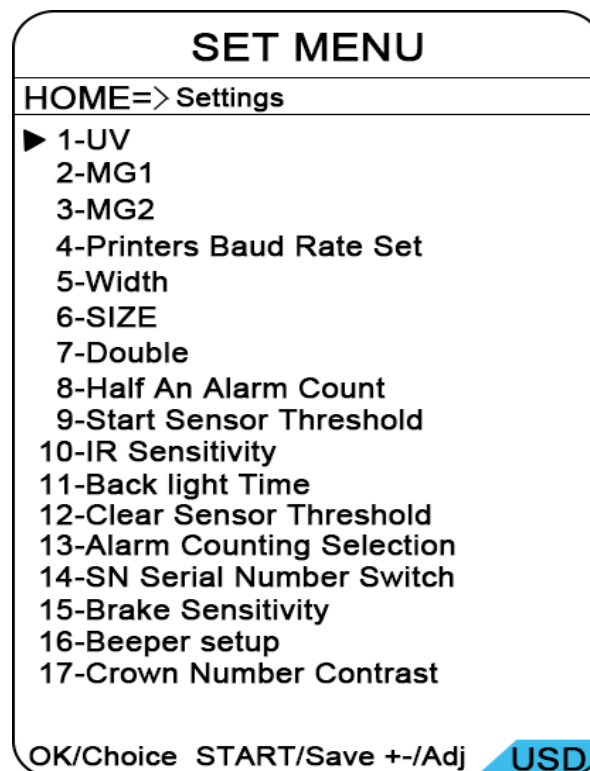 SET MENU
HOME=> Settings
▶ 1-UV
2-MG1
3-MG2
4-Printers Baud Rate Set
5-Width
6-SIZE
7-Double
8-Half An Alarm Count
9-Start Sensor Threshold
10-IR Sensitivity
11-Back light Time
12-Clear Sensor Threshold
13-Alarm Counting Selection
14-SN Serial Number Switch
15-Brake Sensitivity
16-Beeper setup
17-Crown Number Contrast
OK/Choice START/Save +-/Adj USD